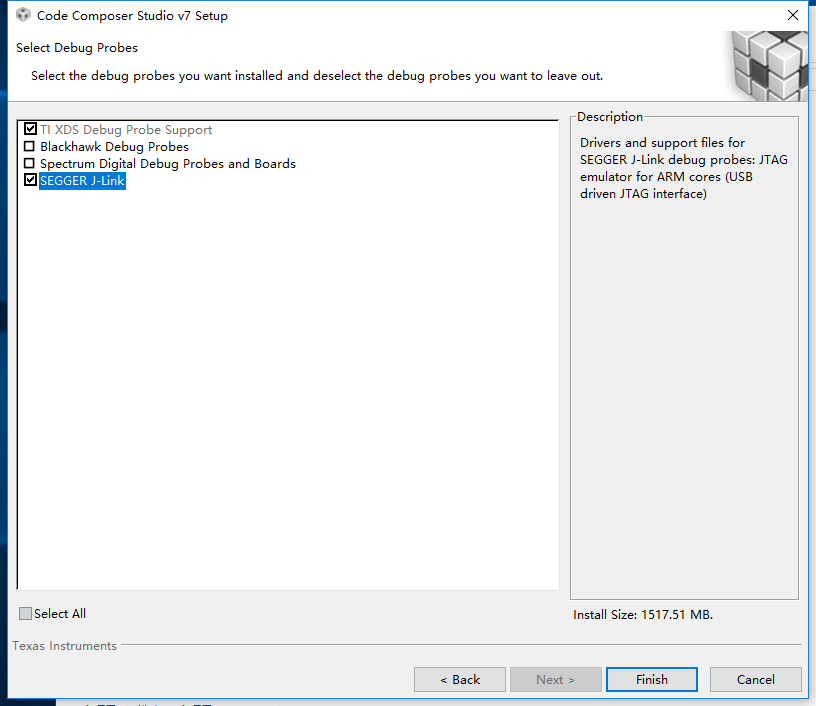 Code Composer Studio v7 Setup
Select Debug Probes
Select the debug probes you want installed and deselect the debug probes you want to leave out.
TI XDS Debug Probe Support
Blackhawk Debug Probes
Spectrum Digital Debug Probes and Boards
SEGGER J-Link
Description
Drivers and support files for
SEGGER J-Link debug probes: JTAG
emulator for ARM cores (USB
driven JTAG interface)
Select All
Install Size: 1517.51 MB.
Texas Instruments
< Back
Next >
Finish
Cancel